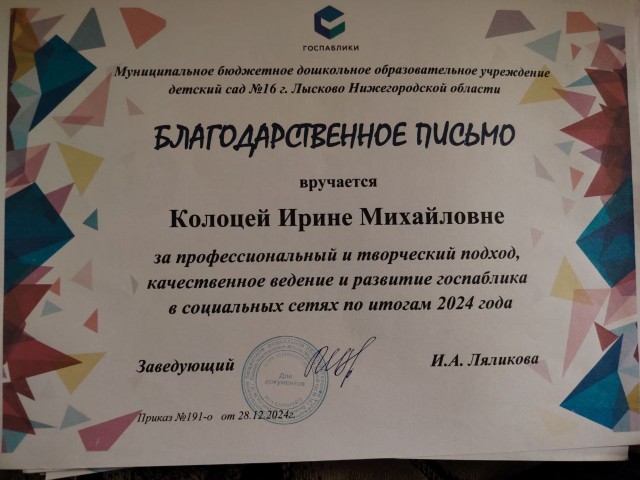 ГОСПАБЛИКИ
Муниципальное бюджетное дошкольное образовательное учреждение
детский сад №16 г. Лысково Нижегородской области
БЛАГОДАРСТВЕННОЕ ПИСЬМО
вручается
Колоцей Ирине Михайловне
за профессиональный и творческий подход,
качественное ведение и развитие госпаблика
в социальных сетях по итогам 2024 года
Заведующий
И.А. Ляликова
Для
документов
Приказ №191-о от 28.12.2024г.